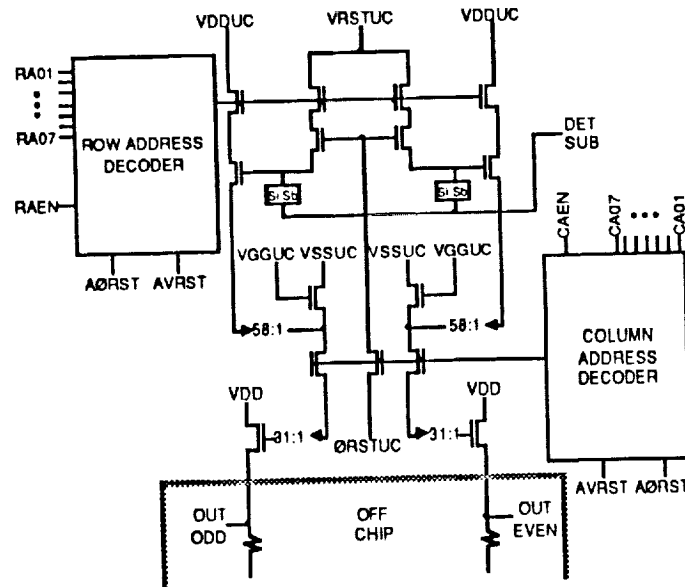 VDDUC
VRSTUC
VDDUC
RA01
RA07
RAEN
ROW ADDRESS
DECODER
AØRST
AVRST
DET
SUB
Si Sb
Si Sb
CAEN
CA07
CA01
VGGUC
VSSUC
VSSUC
VGGUC
58:1
58:1
COLUMN
ADDRESS
DECODER
VDD
VDD
31:1
ØRSTUC
31:1
AVRST
AØRST
OUT
ODD
OFF
CHIP
OUT
EVEN